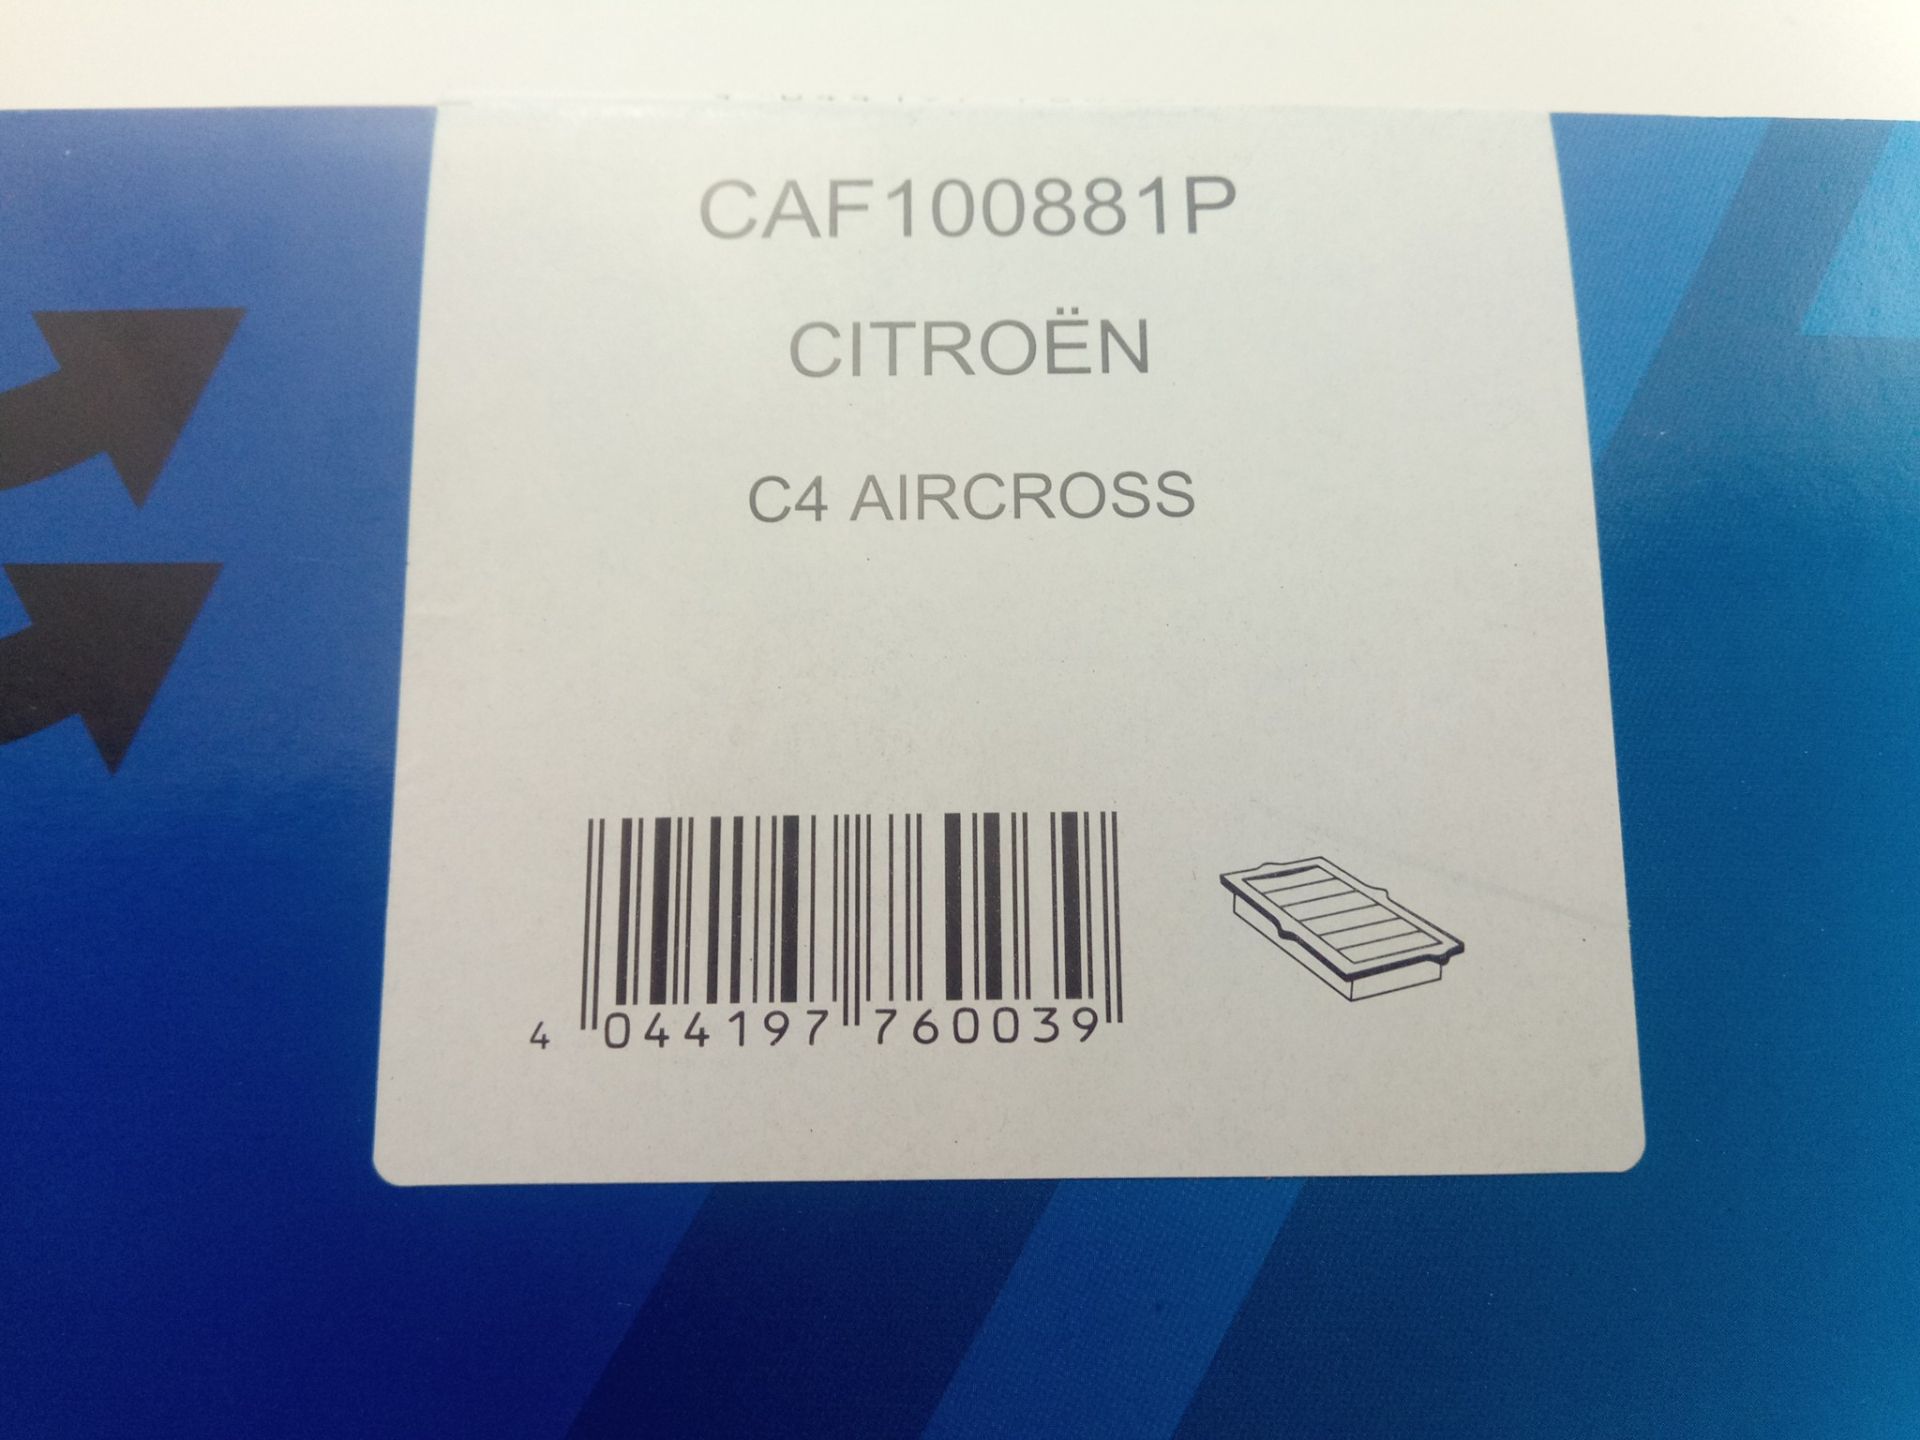 CAF100881P
CITROËN
C4 AIRCROSS
4 044197 760039